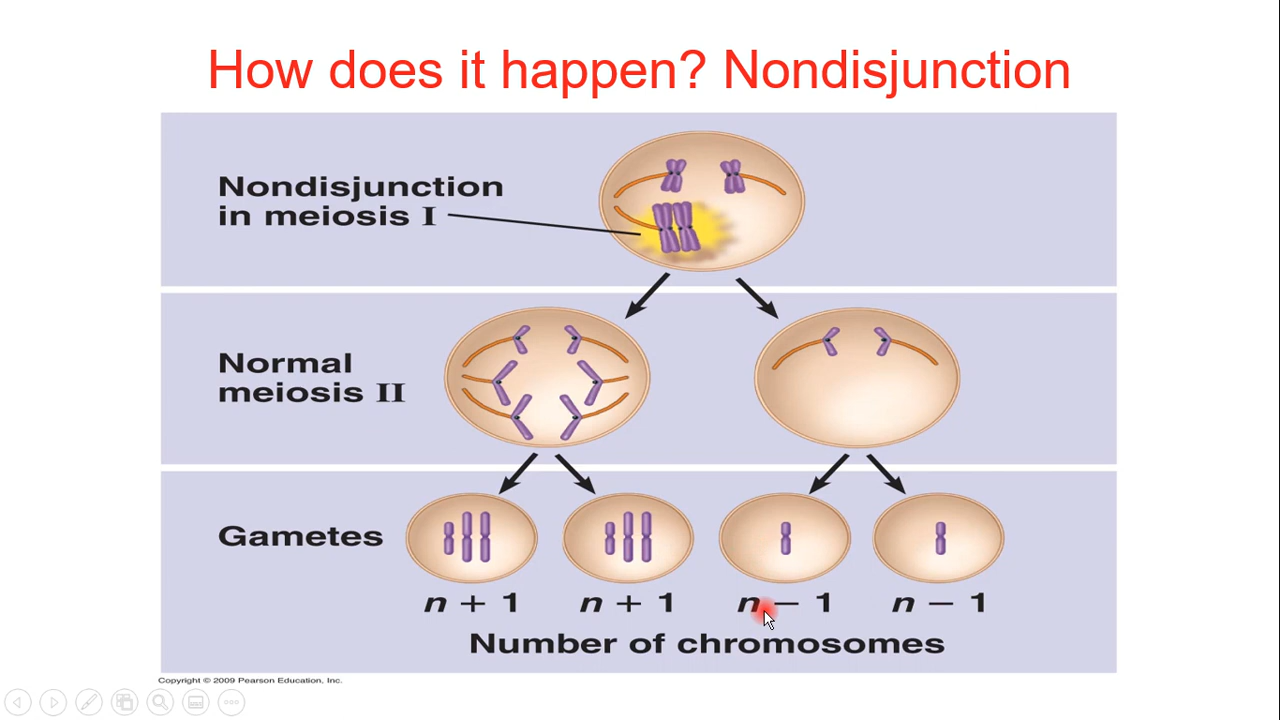 How does it happen? Nondisjunction
Nondisjunction
in meiosis I
Normal
meiosis II
Gametes
n + 1
n + 1
n − 1
n − 1
Number of chromosomes
Copyright © 2009 Pearson Education, Inc.